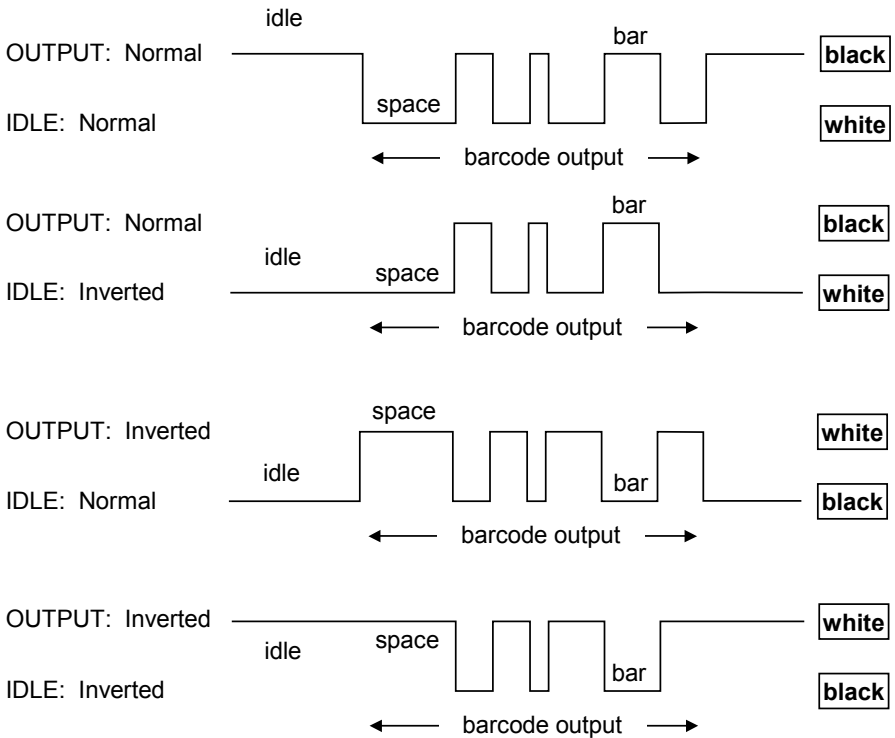 idle
OUTPUT: Normal bar black
space
IDLE: Normal white
barcode output
bar
OUTPUT: Normal black
idle
space
IDLE: Inverted white
barcode output
space
OUTPUT: Inverted white
idle
bar
IDLE: Normal black
barcode output
OUTPUT: Inverted white
idle space
bar
IDLE: Inverted black
barcode output